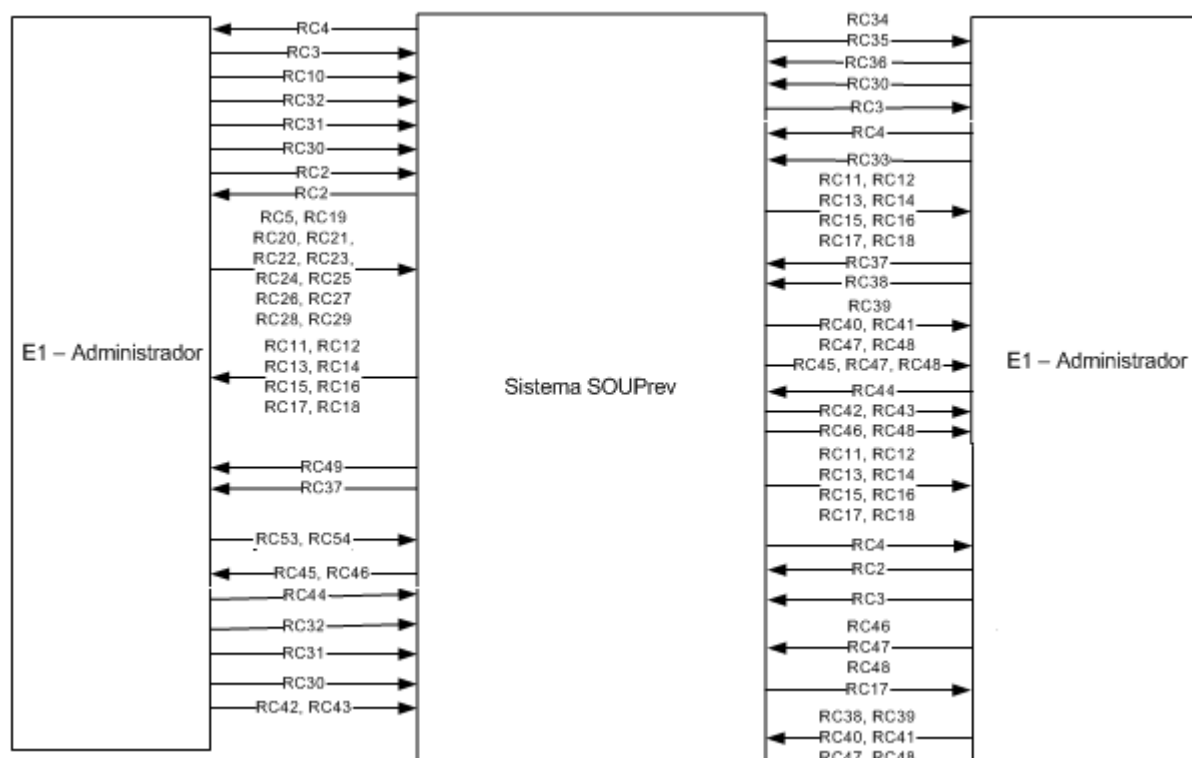 RC4
RC3
RC10
RC32
RC31
RC30
RC2
RC2
RC5, RC19
RC20, RC21,
RC22, RC23,
RC24, RC25
RC26, RC27
RC28, RC29
E1 – Administrador
RC11, RC12
RC13, RC14
RC15, RC16
RC17, RC18
RC49
RC37
RC53, RC54
RC45, RC46
RC44
RC32
RC31
RC30
RC42, RC43
Sistema SOUPrev
RC34
RC35
RC36
RC30
RC3
RC4
RC33
RC11, RC12
RC13, RC14
RC15, RC16
RC17, RC18
RC37
RC38
RC39
RC40, RC41
RC47, RC48
RC45, RC47, RC48
RC44
RC42, RC43
RC46, RC48
RC11, RC12
RC13, RC14
RC15, RC16
RC17, RC18
RC4
RC2
RC3
RC46
RC47
RC48
RC17
RC38, RC39
RC40, RC41
RC47, RC48
E1 – Administrador